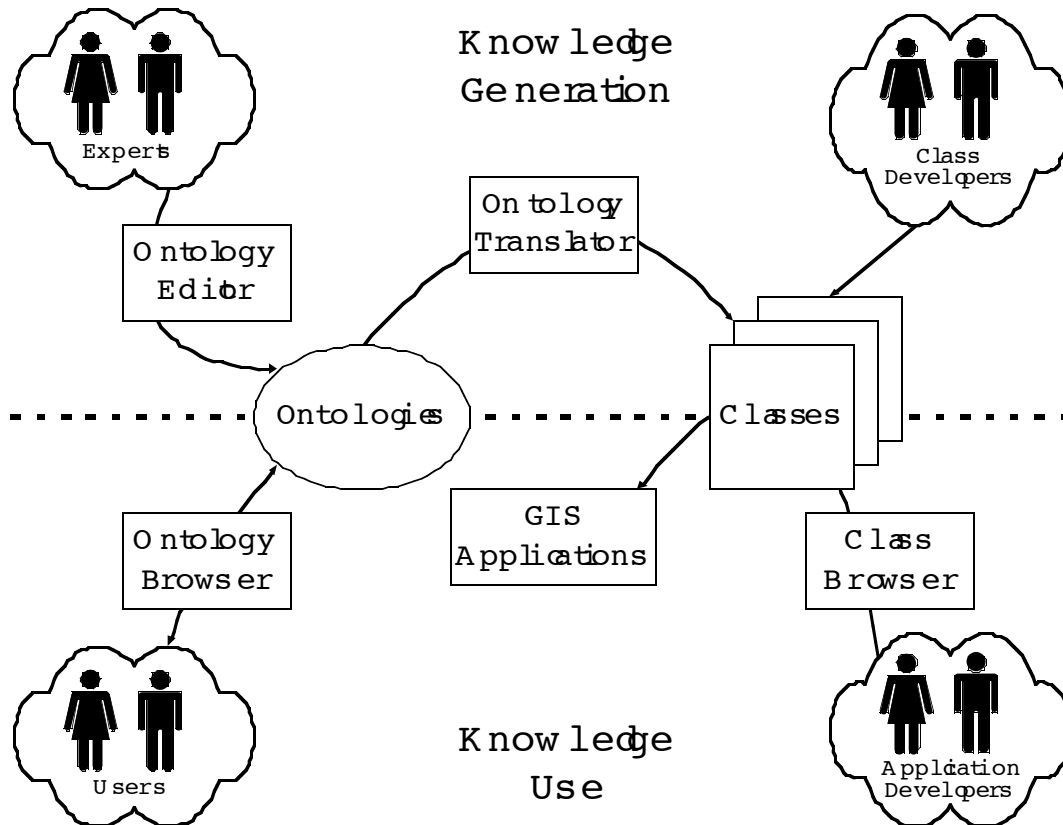 Knowledge
Generation
Experts
Class
Developers
Ontology
Translator
Ontology
Editor
Ontologies
Classes
GIS
Applications
Ontology
Browser
Class
Browser
Knowledge
Use
Users
Application
Developers